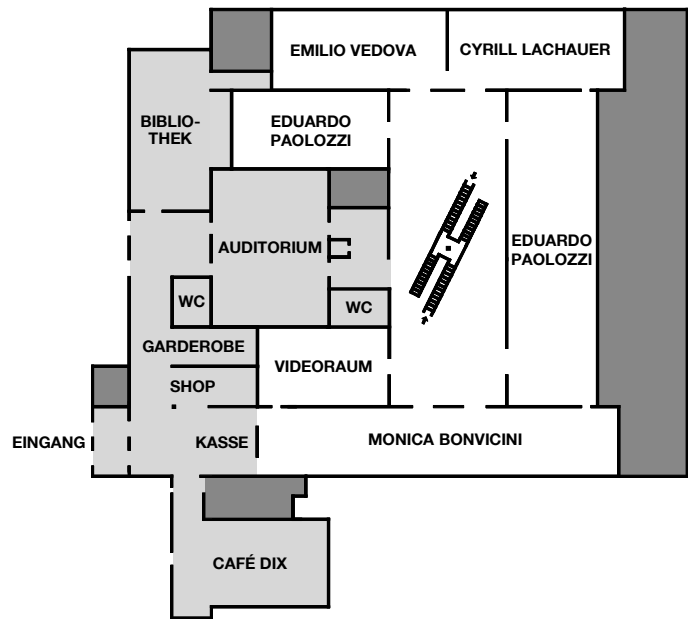 EMILIO VEDOVA
CYRILL LACHAUER
BIBLIO-
THEK
EDUARDO
PAOLOZZI
AUDITORIUM
EDUARDO
PAOLOZZI
WC
WC
GARDEROBE
VIDEORAUM
SHOP
EINGANG
KASSE
MONICA BONVICINI
CAFÉ DIX